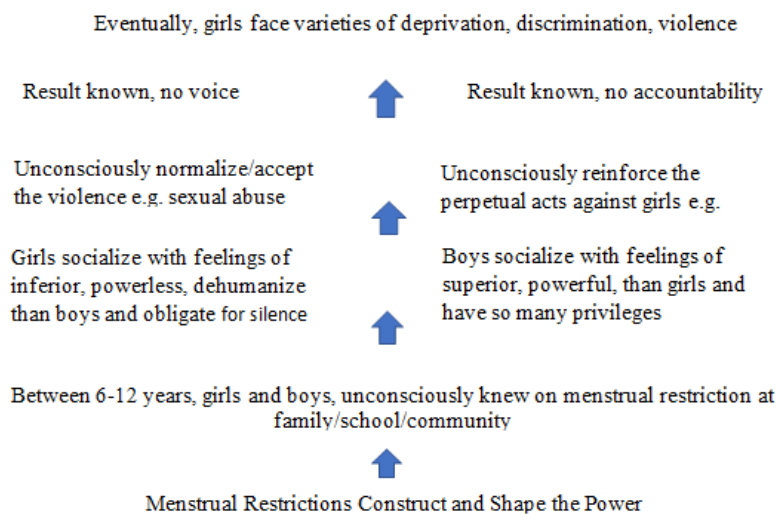 Eventually, girls face varieties of deprivation, discrimination, violence
Result known, no voice
Result known, no accountability
Unconsciously normalize/accept
the violence e.g. sexual abuse
Unconsciously reinforce the
perpetual acts against girls e.g.
Girls socialize with feelings of
inferior, powerless, dehumanize
than boys and obligate for silence
Boys socialize with feelings of
superior, powerful, than girls and
have so many privileges
Between 6-12 years, girls and boys, unconsciously knew on menstrual restriction at
family/school/community
Menstrual Restrictions Construct and Shape the Power